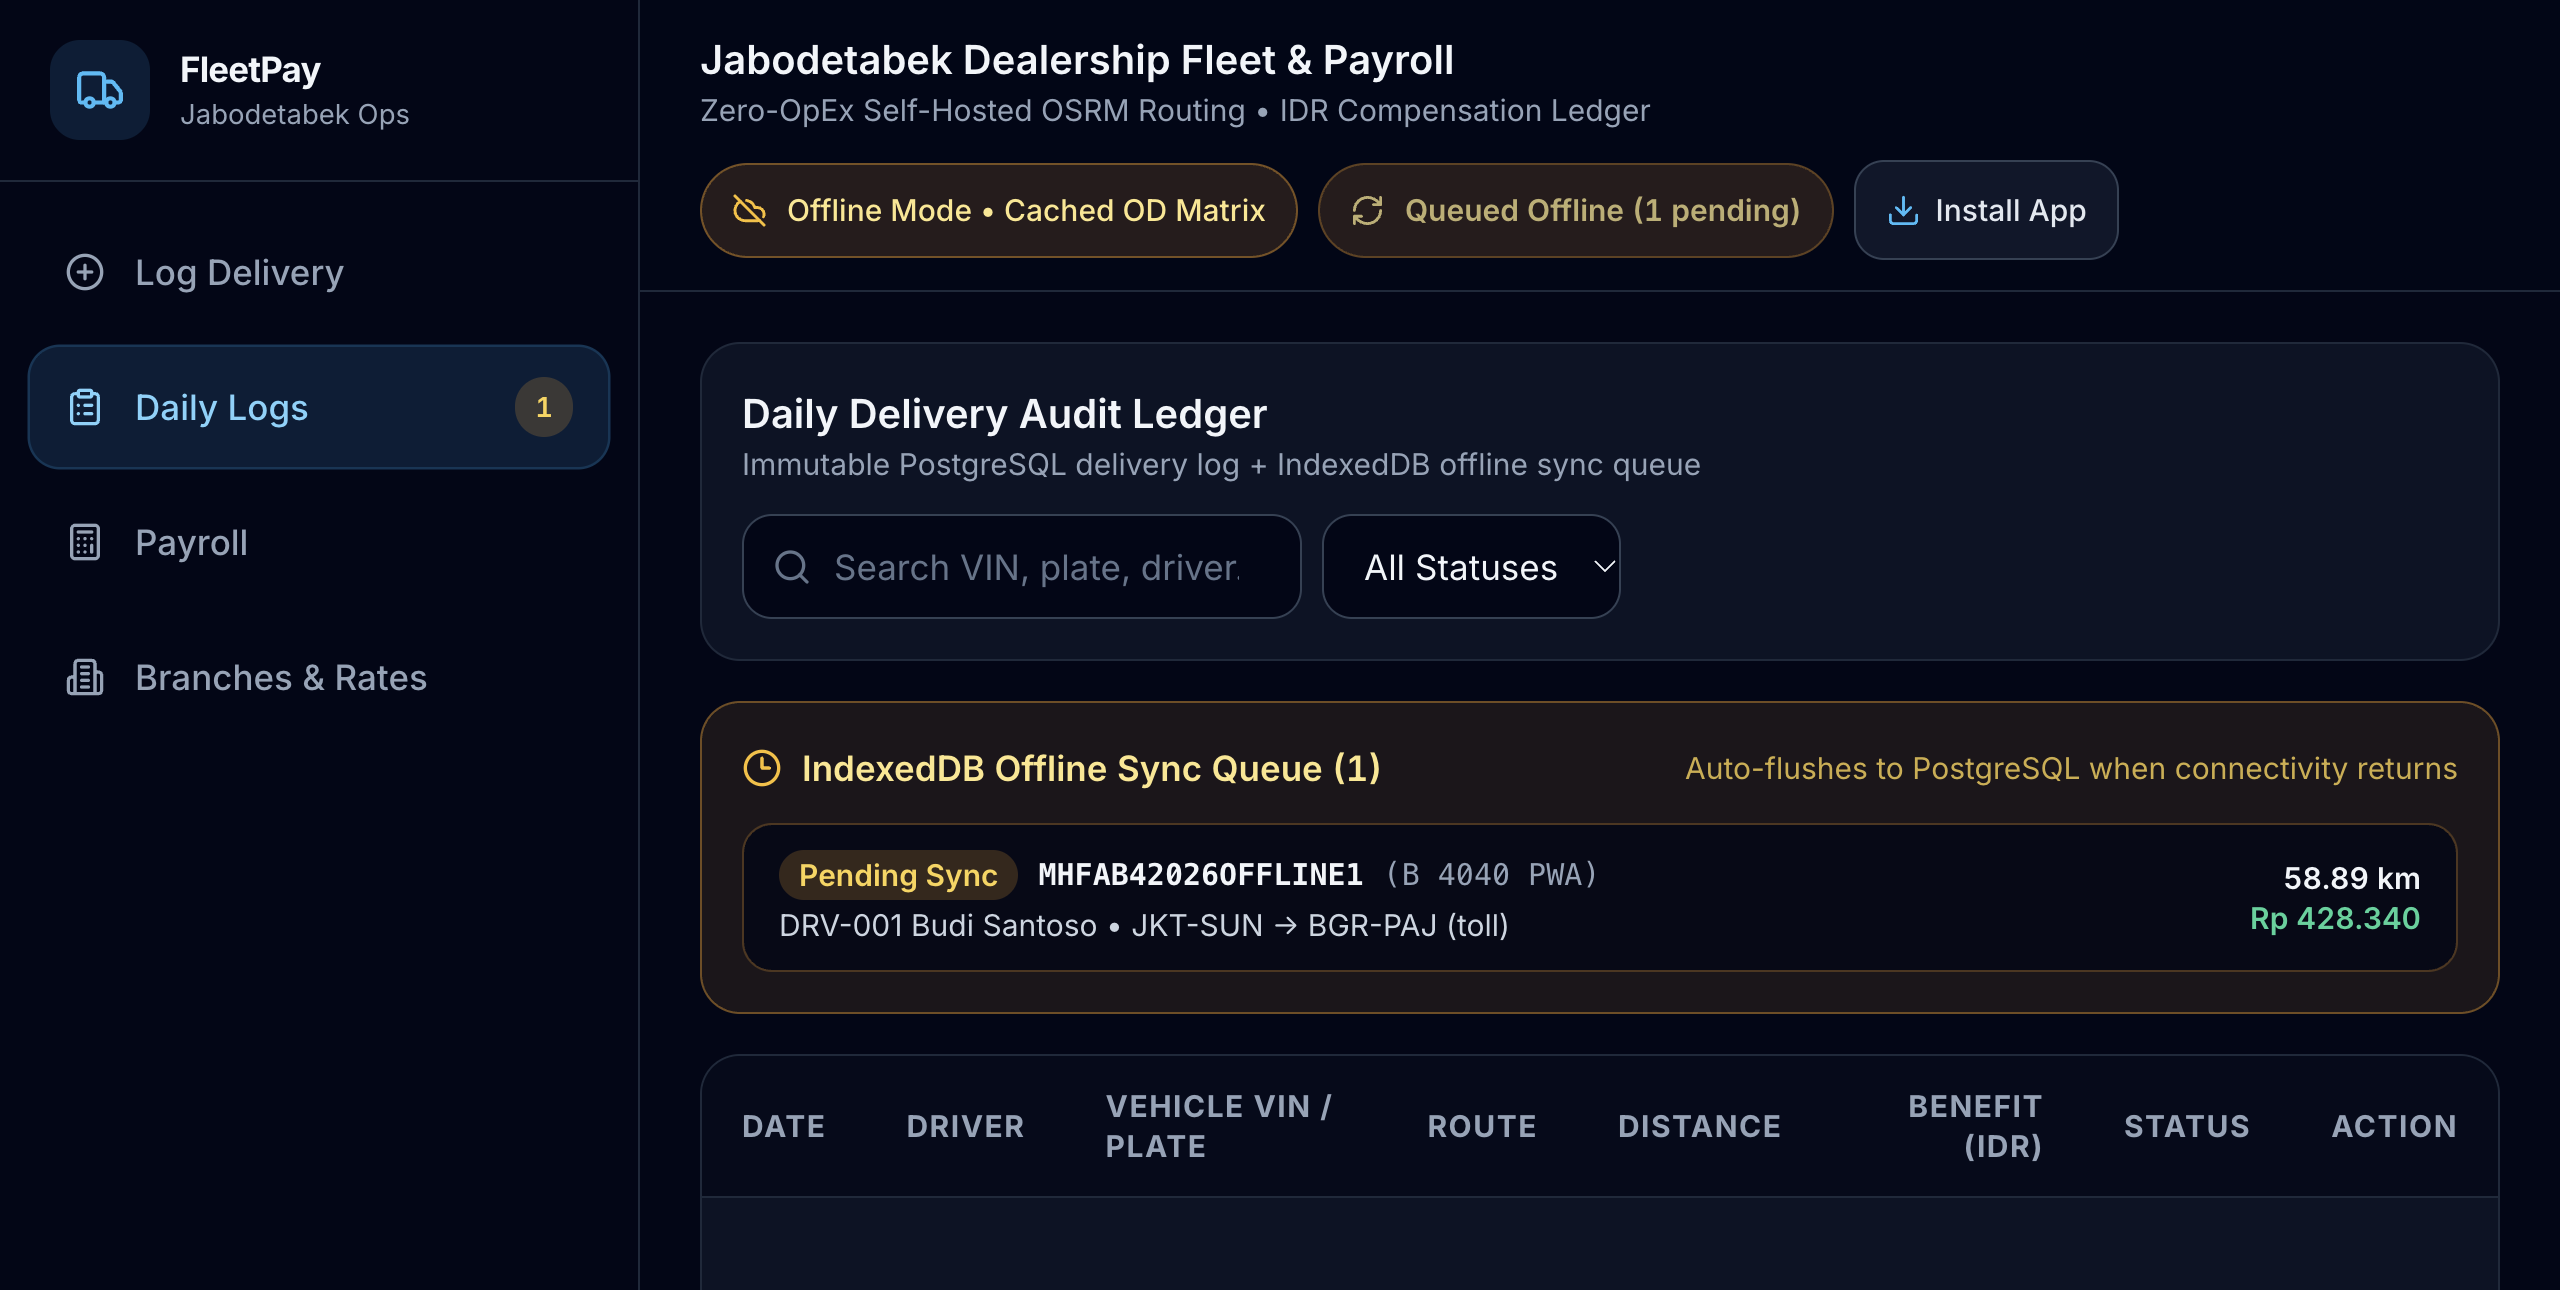 FleetPay
Jabodetabek Ops
Log Delivery
Daily Logs 1
Payroll
Branches & Rates
Jabodetabek Dealership Fleet & Payroll
Zero-OpEx Self-Hosted OSRM Routing • IDR Compensation Ledger
Offline Mode • Cached OD Matrix
Queued Offline (1 pending)
Install App
Daily Delivery Audit Ledger
Immutable PostgreSQL delivery log + IndexedDB offline sync queue
Search VIN, plate, driver.
All Statuses
IndexedDB Offline Sync Queue (1)
Auto-flushes to PostgreSQL when connectivity returns
Pending Sync MHFAB42026OFFLINE1 (B 4040 PWA)
DRV-001 Budi Santoso • JKT-SUN → BGR-PAJ (toll)
58.89 km
Rp 428.340
DATE
DRIVER
VEHICLE VIN /
PLATE
ROUTE
DISTANCE
BENEFIT
(IDR)
STATUS
ACTION